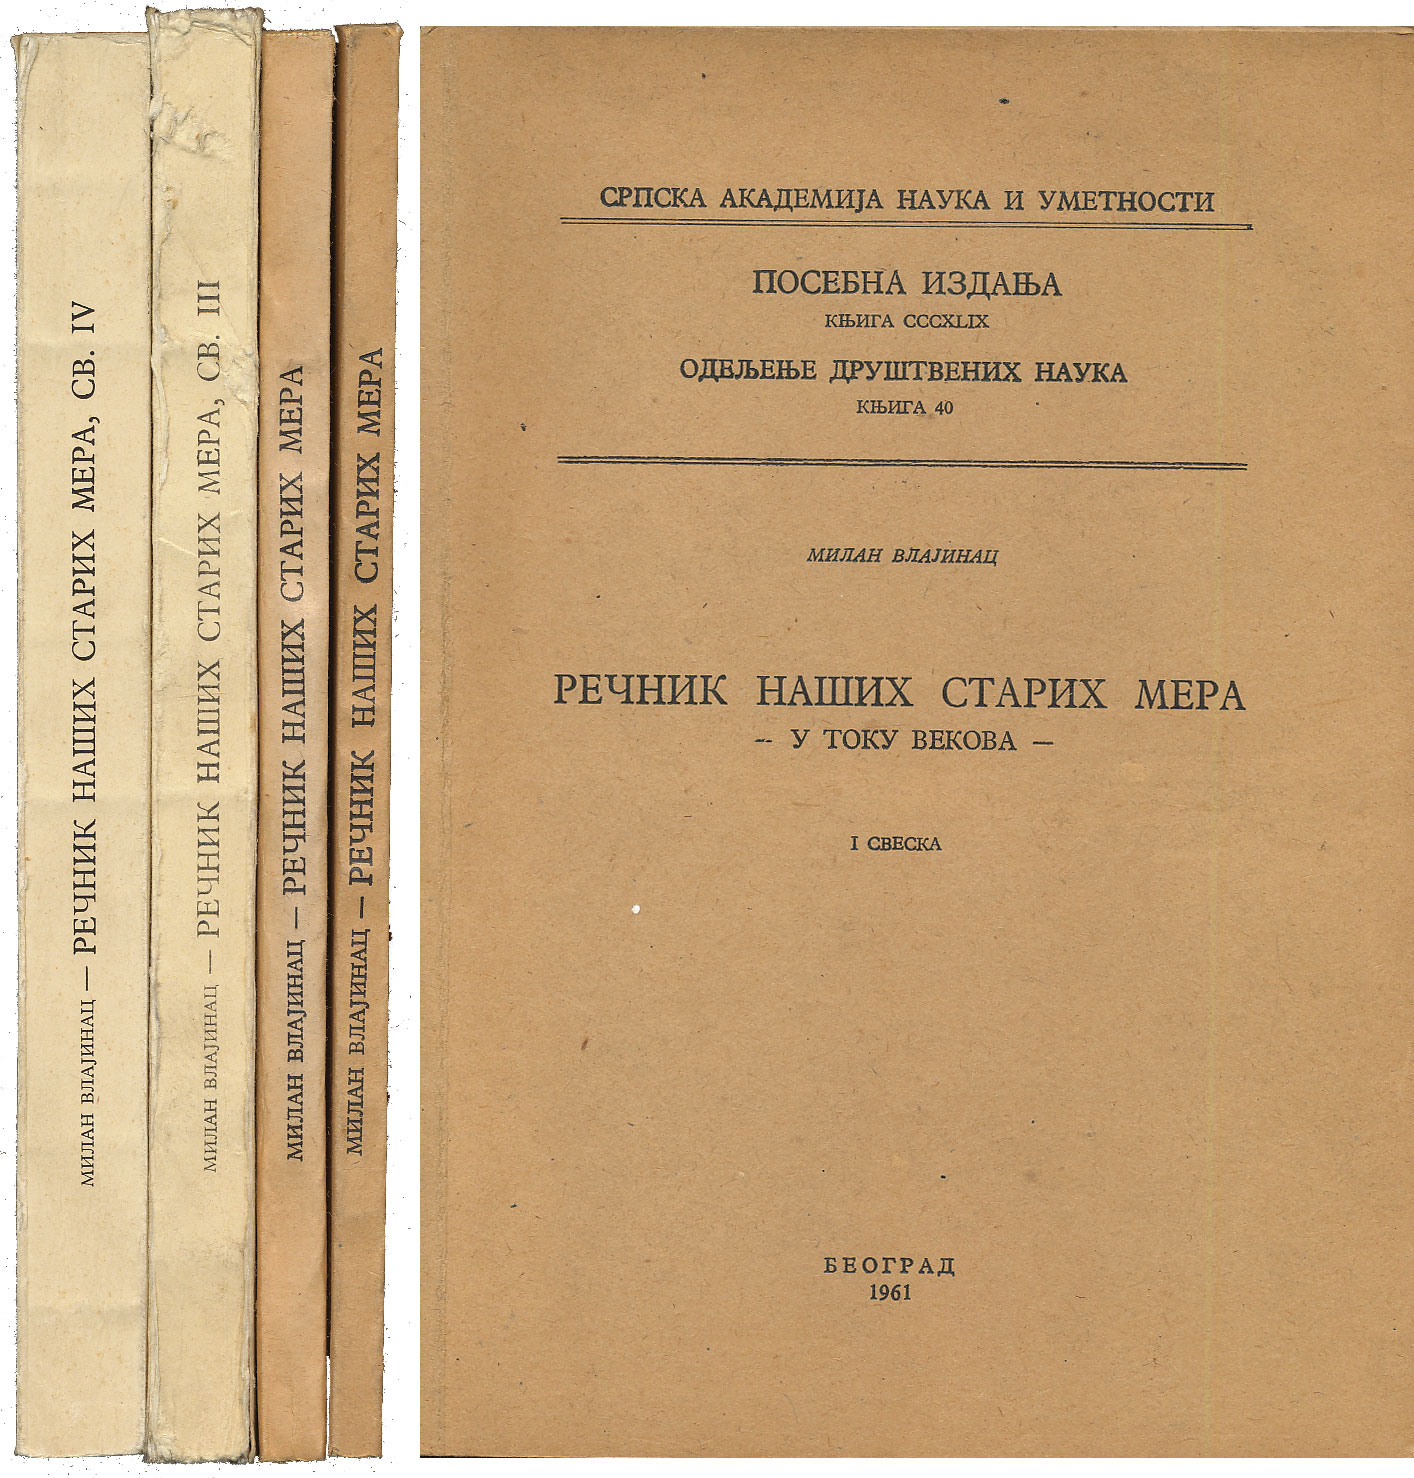 МИЛАН ВЛАЈИНАЦ — РЕЧНИК НАШИХ СТАРИХ МЕРА, СВ. IV
МИЛАН ВЛАЈИНАЦ — РЕЧНИК НАШИХ СТАРИХ МЕРА, СВ. III
МИЛАН ВЛАЈИНАЦ — РЕЧНИК НАШИХ СТАРИХ МЕРА
МИЛАН ВЛАЈИНАЦ — РЕЧНИК НАШИХ СТАРИХ МЕРА
СРПСКА АКАДЕМИЈА НАУКА И УМЕТНОСТИ
ПОСЕБНА ИЗДАЊА
КЊИГА CCCXLIX
ОДЕЉЕЊЕ ДРУШТВЕНИХ НАУКА
КЊИГА 40
МИЛАН ВЛАЈИНАЦ
РЕЧНИК НАШИХ СТАРИХ МЕРА
— У ТОКУ ВЕКОВА —
I СВЕСКА
БЕОГРАД
1961